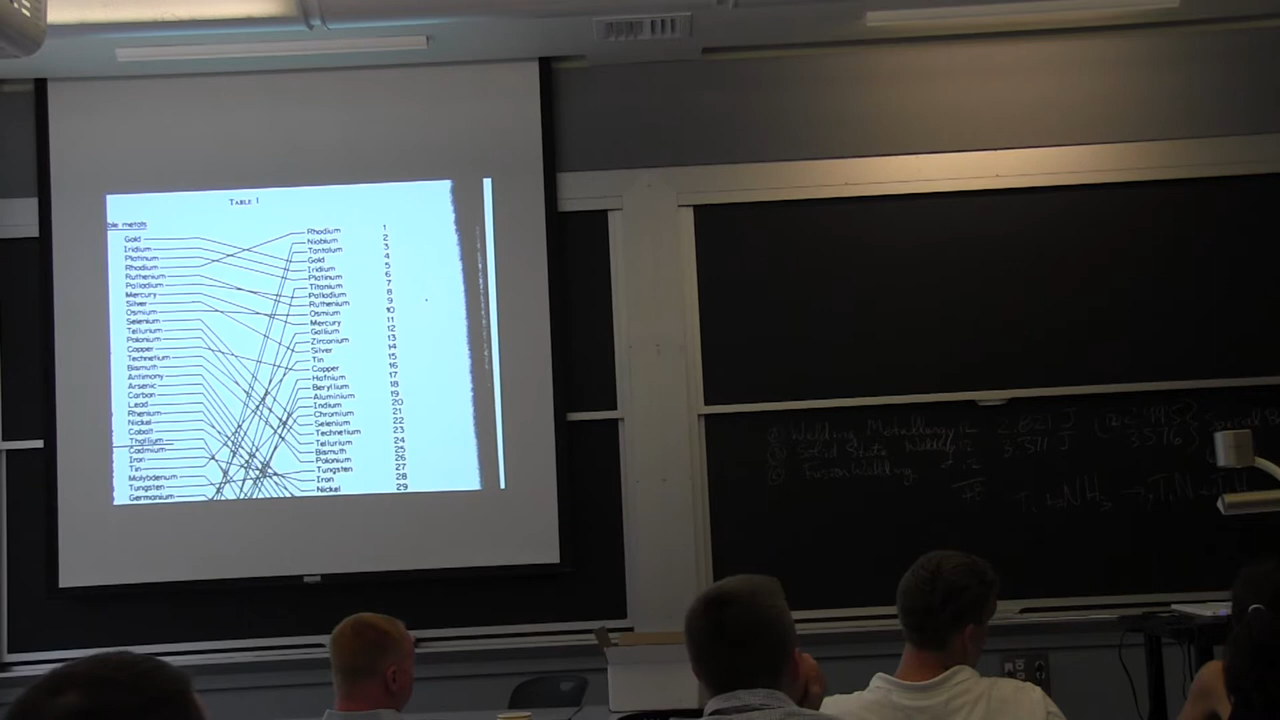 TABLE I
ble metals
Gold
Iridium
Platinum
Rhodium
Ruthenium
Palladium
Mercury
Silver
Osmium
Selenium
Tellurium
Polonium
Copper
Technetium
Bismuth
Antimony
Arsenic
Carbon
Lead
Rhenium
Nickel
Cobalt
Thallium
Cadmium
Iron
Tin
Molybdenum
Tungsten
Germanium
Rhodium 1
Niobium 2
Tantalum 3
Gold 4
Iridium 5
Platinum 6
Titanium 7
Palladium 8
Ruthenium 9
Osmium 10
Mercury 11
Gallium 12
Zirconium 13
Silver 14
Tin 15
Copper 16
Hafnium 17
Beryllium 18
Aluminium 19
Indium 20
Chromium 21
Selenium 22
Technetium 23
Tellurium 24
Bismuth 25
Polonium 26
Tungsten 27
Iron 28
Nickel 29
Welding Metallurgy
Solid State
Fusion Welding